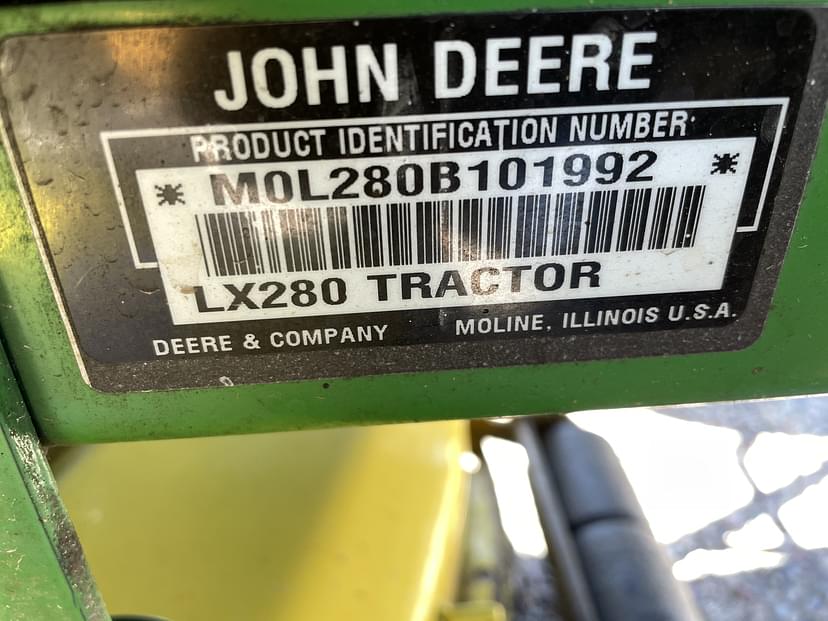 JOHN DEERE
PRODUCT IDENTIFICATION NUMBER
*M0L280B101992*
LX280 TRACTOR
DEERE & COMPANY MOLINE, ILLINOIS U.S.A.